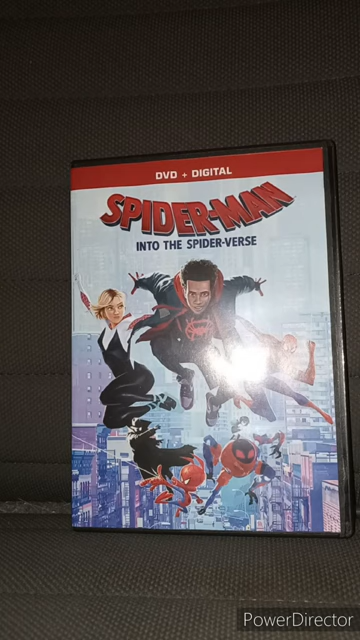 DVD + DIGITAL
SPIDER-MAN
INTO THE SPIDER-VERSE
PowerDirector